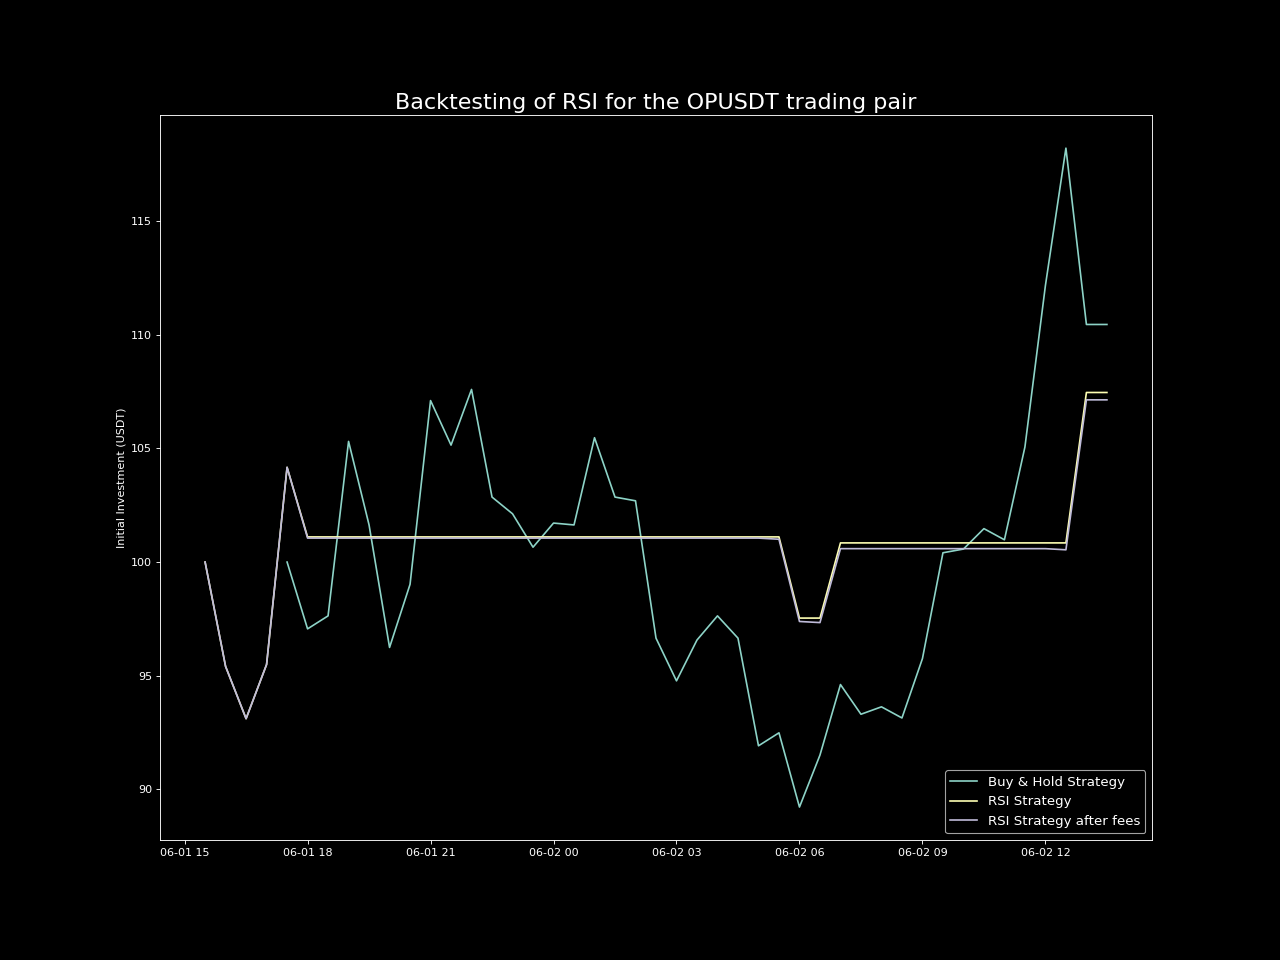 Backtesting of RSI for the OPUSDT trading pair
Initial Investment (USDT)
115
110
105
100
95
90
06-01 15
06-01 18
06-01 21
06-02 00
06-02 03
06-02 06
06-02 09
06-02 12
Buy & Hold Strategy
RSI Strategy
RSI Strategy after fees